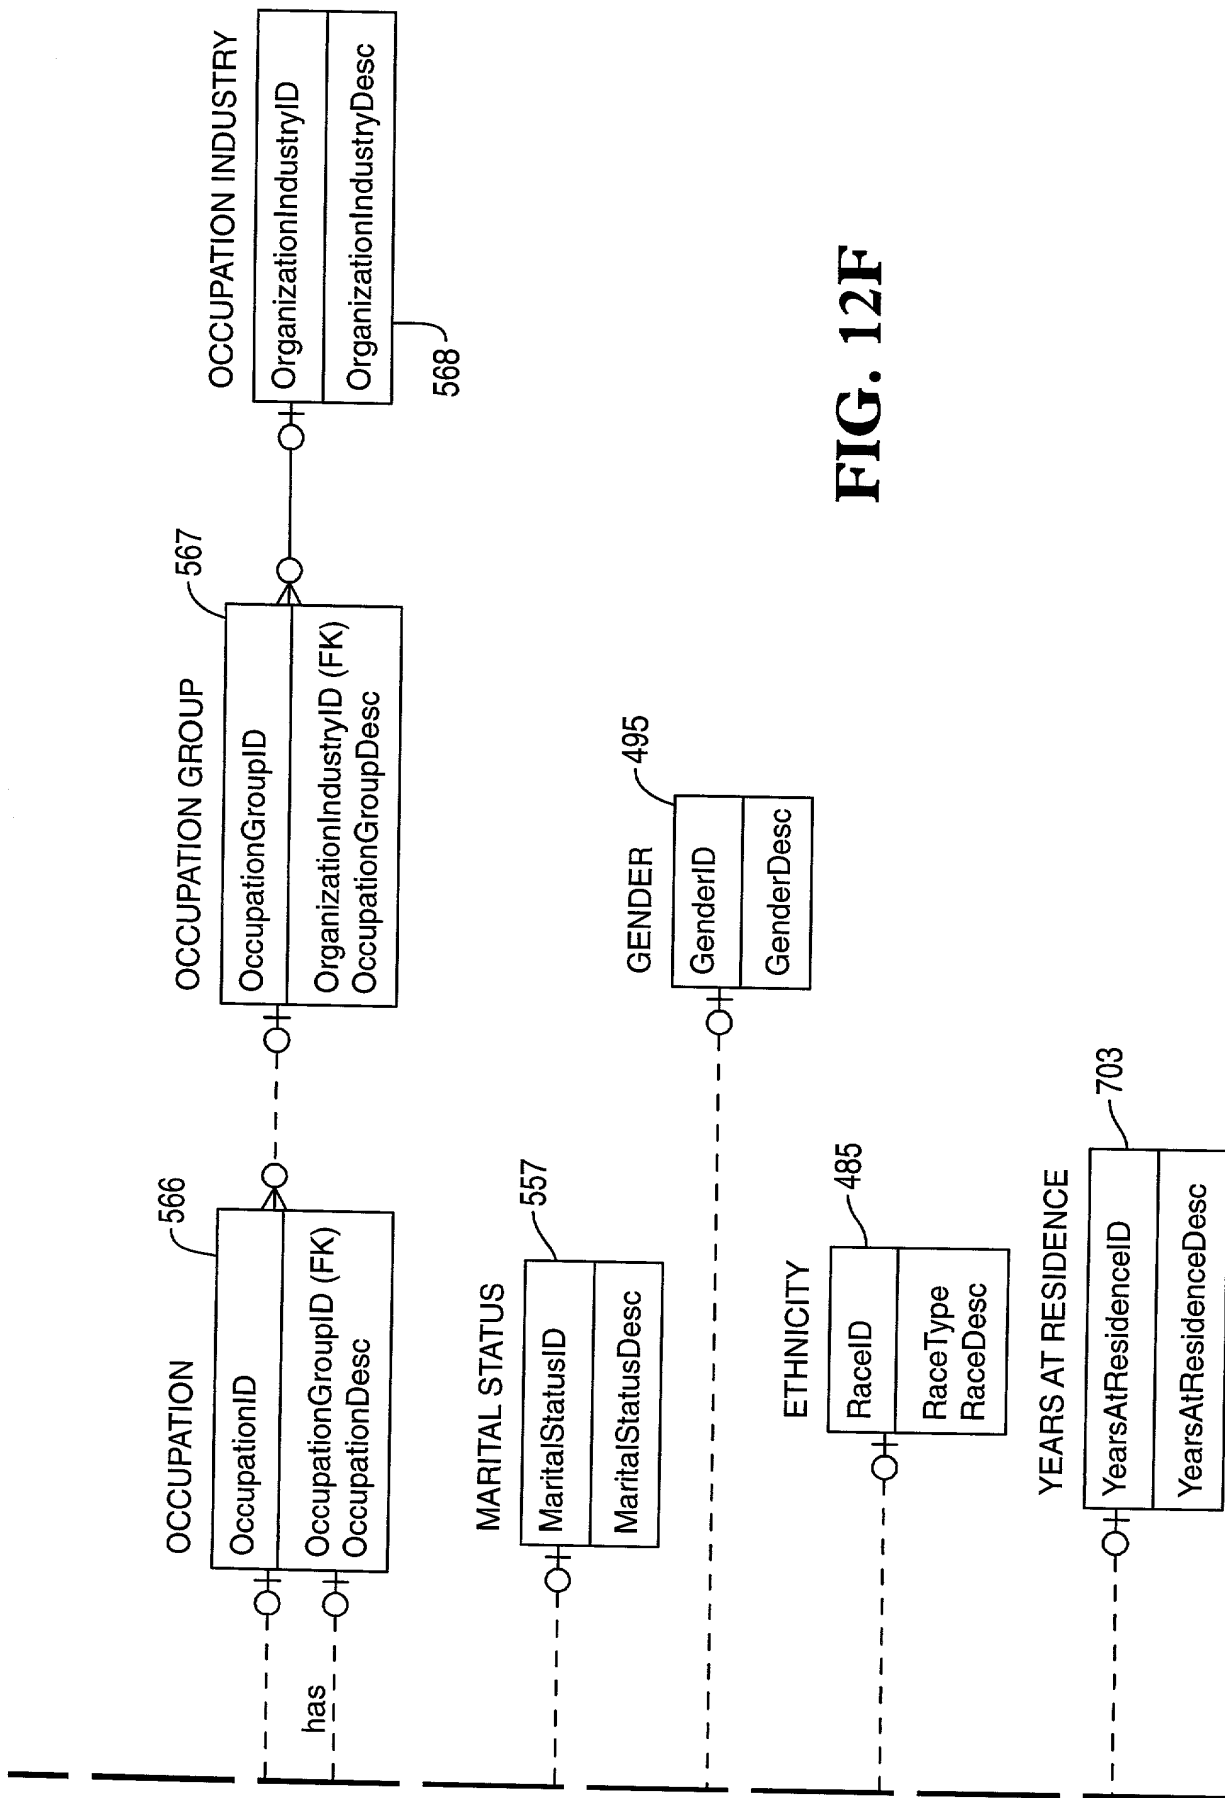 OCCUPATION
566
OccupationID
OccupationGroupID (FK)
OccupationDesc
has
OCCUPATION GROUP
567
OccupationGroupID
OrganizationIndustryID (FK)
OccupationGroupDesc
OCCUPATION INDUSTRY
OrganizationIndustryID
OrganizationIndustryDesc
568
MARITAL STATUS
557
MaritalStatusID
MaritalStatusDesc
GENDER
495
GenderID
GenderDesc
ETHNICITY
485
RaceID
RaceType
RaceDesc
YEARS AT RESIDENCE
703
YearsAtResidenceID
YearsAtResidenceDesc
FIG. 12F